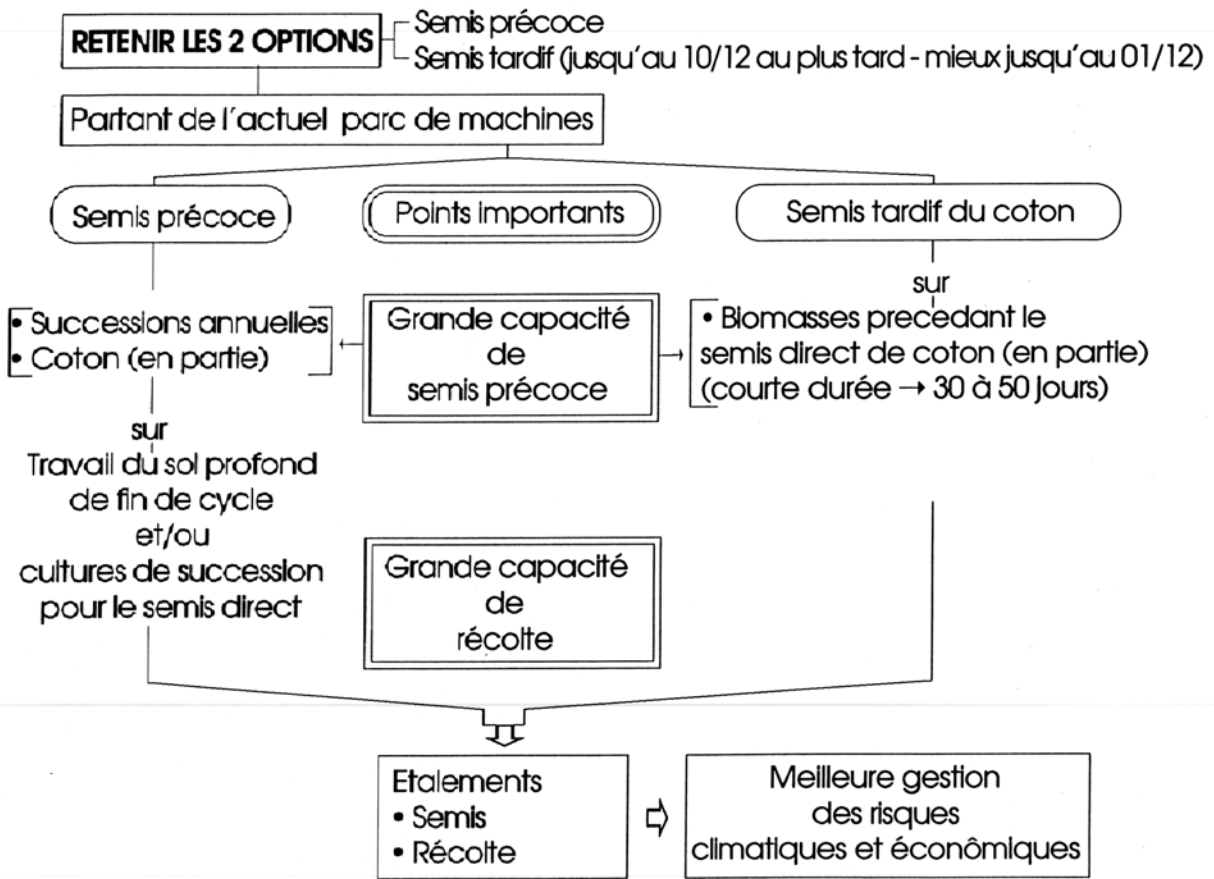 RETENIR LES 2 OPTIONS
Semis précoce
Semis tardif (jusqu'au 10/12 au plus tard - mieux jusqu'au 01/12)
Partant de l'actuel parc de machines
Semis précoce
Points importants
Semis tardif du coton
• Successions annuelles
• Coton (en partie)
sur
Travail du sol profond
de fin de cycle
et/ou
cultures de succession
pour le semis direct
Grande capacité
de
semis précoce
Grande capacité
de
récolte
sur
• Biomasses precedant le
semis direct de coton (en partie)
(courte durée → 30 à 50 Jours)
Etalements
• Semis
• Récolte
Meilleure gestion
des risques
climatiques et econômiques